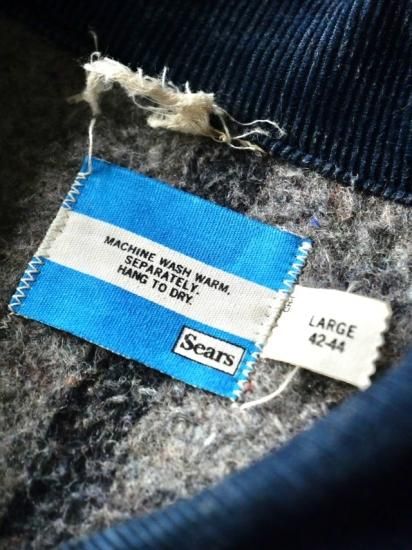 MACHINE WASH WARM.
SEPARATELY.
HANG TO DRY.
Sears
LARGE
42-44